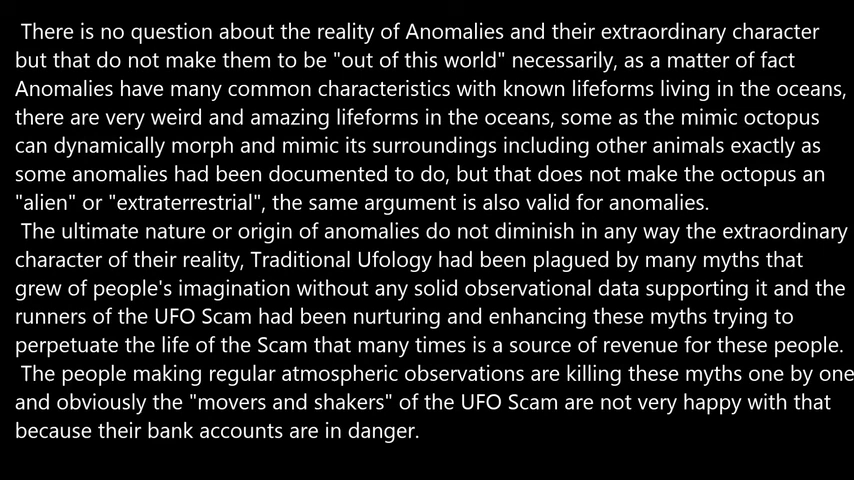 There is no question about the reality of Anomalies and their extraordinary character
but that do not make them to be "out of this world" necessarily, as a matter of fact
Anomalies have many common characteristics with known lifeforms living in the oceans,
there are very weird and amazing lifeforms in the oceans, some as the mimic octopus
can dynamically morph and mimic its surroundings including other animals exactly as
some anomalies had been documented to do, but that does not make the octopus an
"alien" or "extraterrestrial", the same argument is also valid for anomalies.
The ultimate nature or origin of anomalies do not diminish in any way the extraordinary
character of their reality, Traditional Ufology had been plagued by many myths that
grew of people's imagination without any solid observational data supporting it and the
runners of the UFO Scam had been nurturing and enhancing these myths trying to
perpetuate the life of the Scam that many times is a source of revenue for these people.
The people making regular atmospheric observations are killing these myths one by one
and obviously the "movers and shakers" of the UFO Scam are not very happy with that
because their bank accounts are in danger.